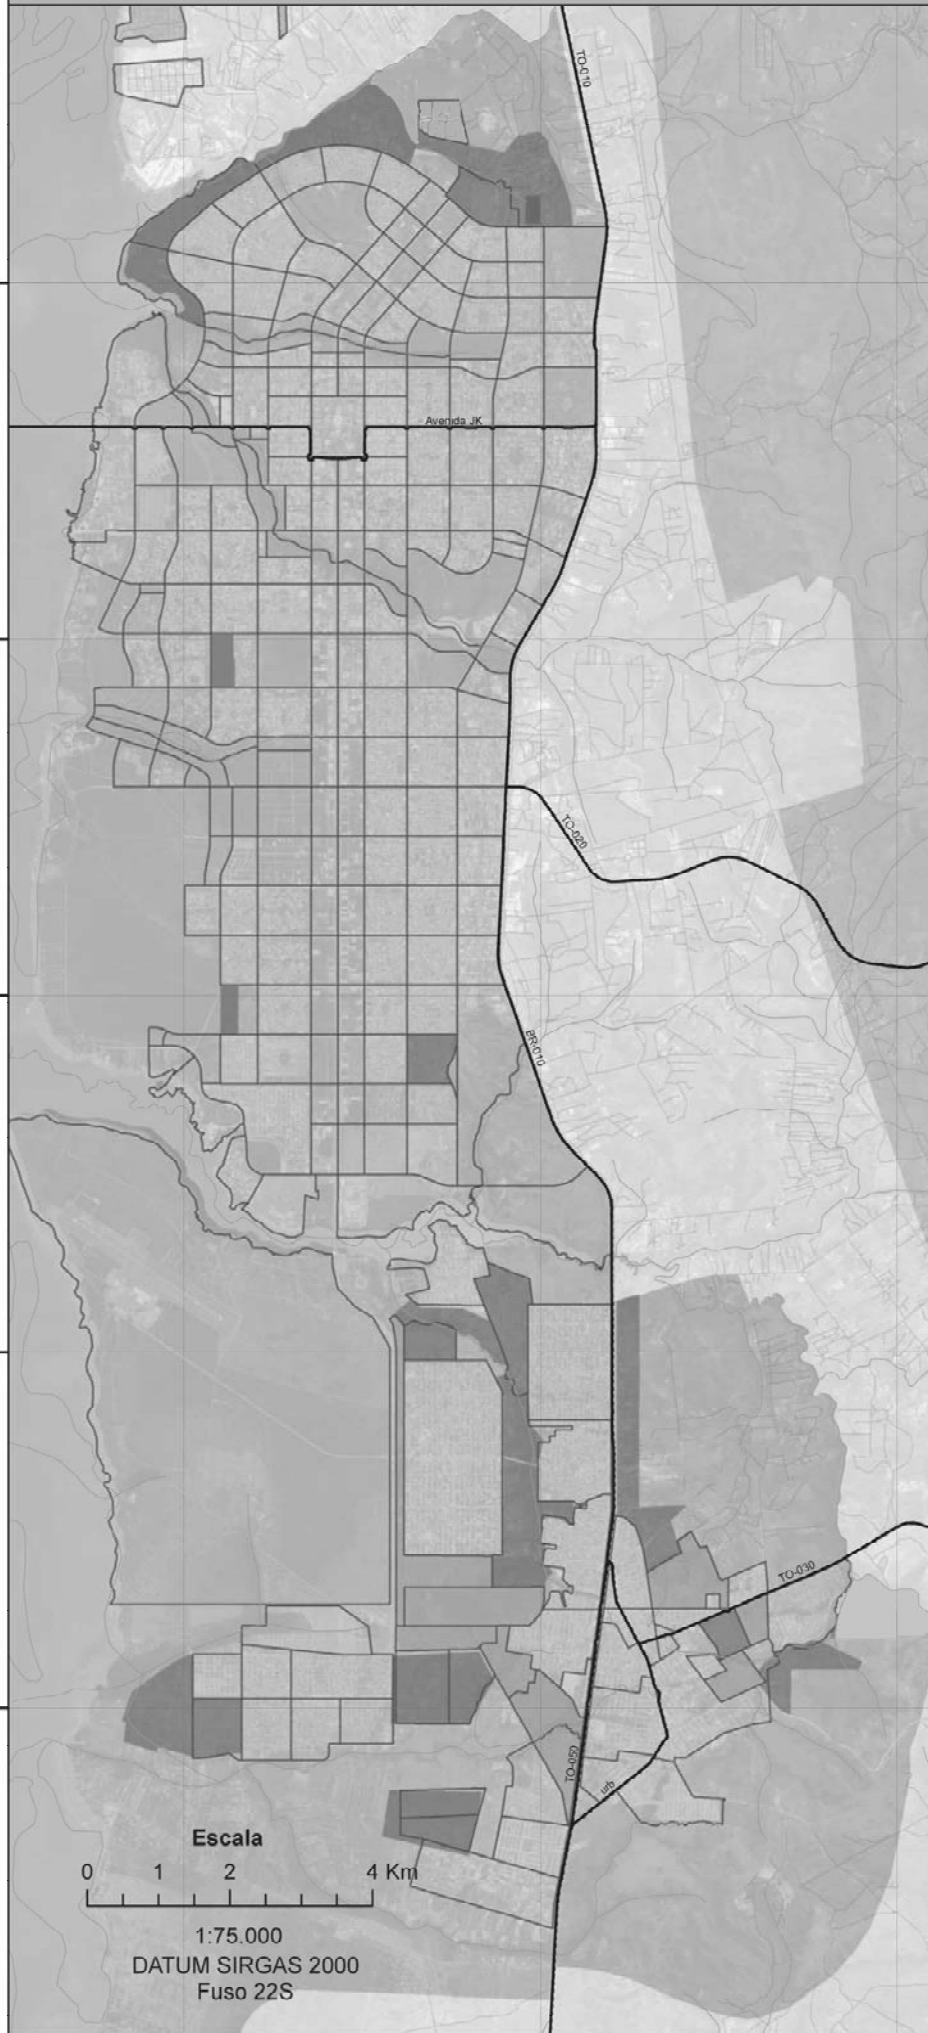 TO-010
Avenida JK
TO-020
BR-010
TO-030
TO-050
urb
Escala
0 1 2 4 Km
1:75.000
DATUM SIRGAS 2000
Fuso 22S